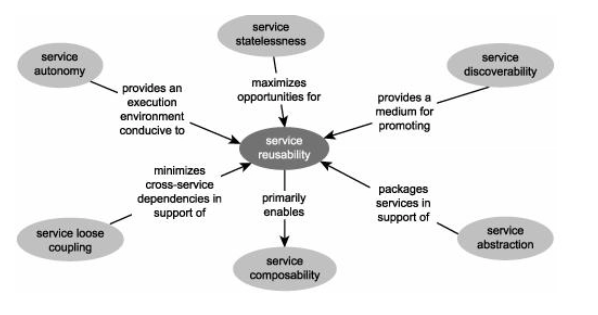 service
statelessness
service
autonomy
service
discoverability
provides an
execution
environment
conducive to
maximizes
opportunities for
provides a
medium for
promoting
service
reusability
minimizes
cross-service
dependencies in
support of
primarily
enables
packages
services in
support of
service loose
coupling
service
composability
service
abstraction